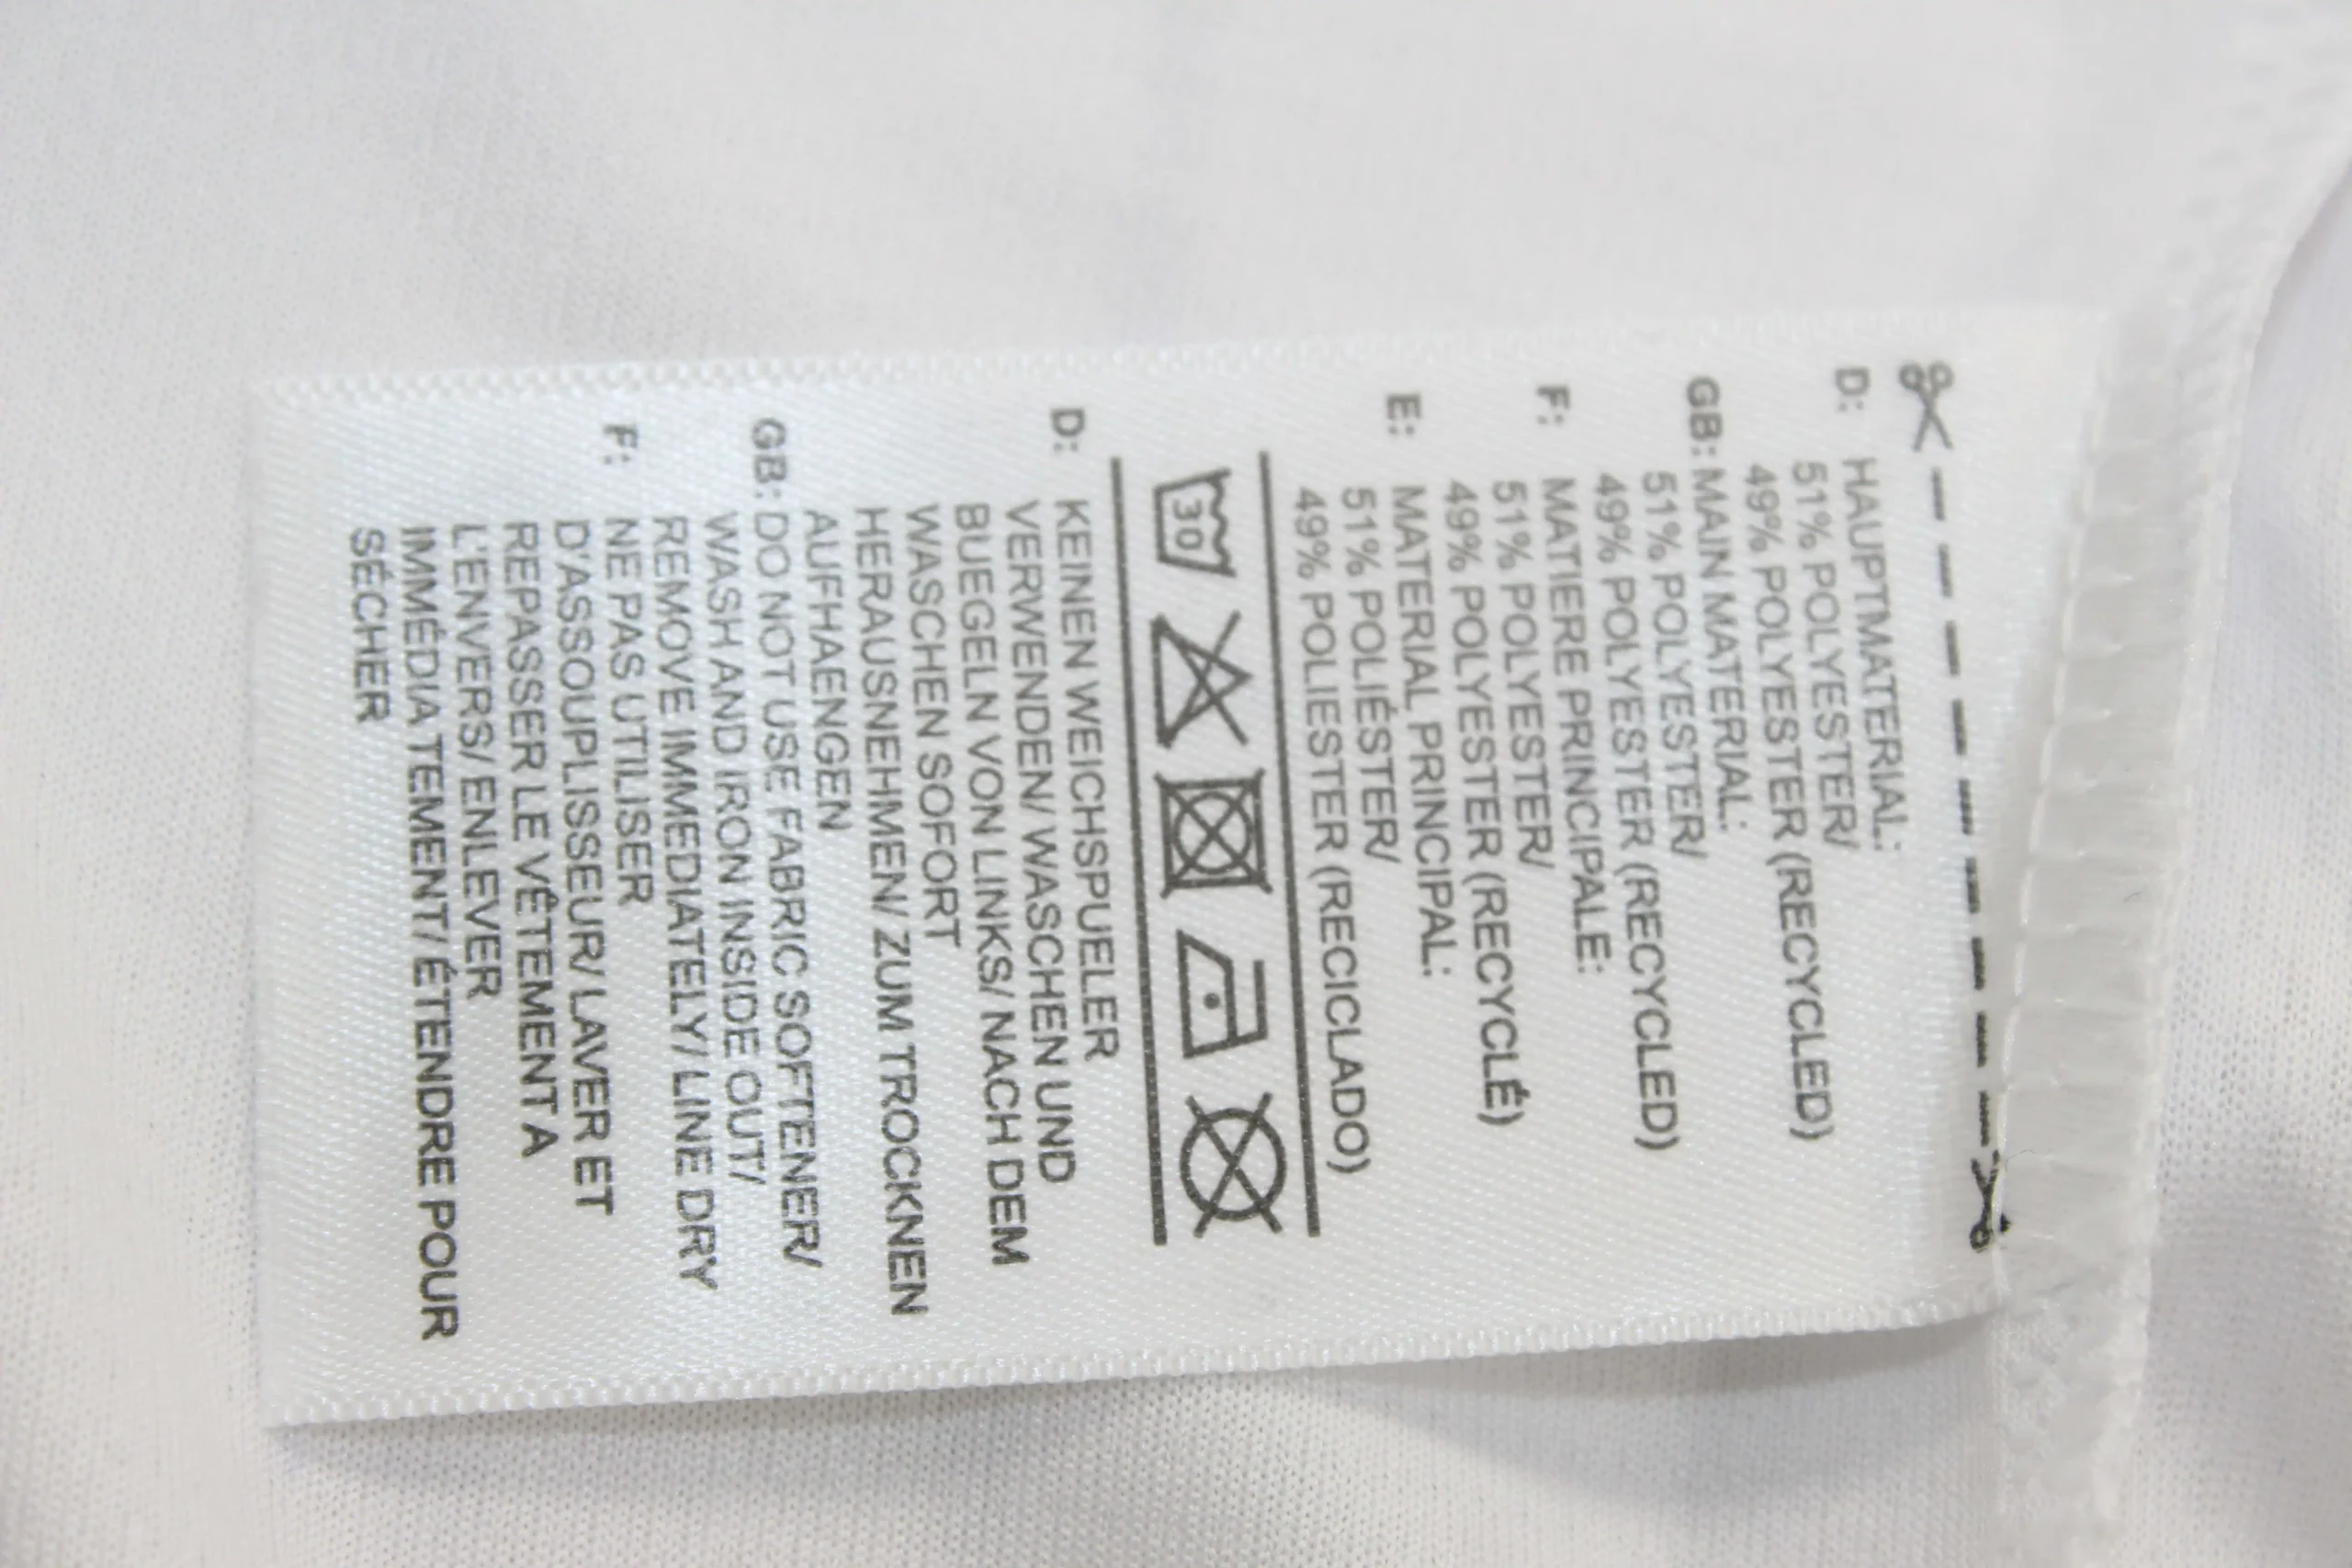 D: HAUPTMATERIAL:
51% POLYESTER/
49% POLYESTER (RECYCLED)
GB: MAIN MATERIAL:
51% POLYESTER/
49% POLYESTER (RECYCLED)
F: MATIERE PRINCIPALE:
51% POLYESTER/
49% POLYESTER (RECYCLÉ)
E: MATERIAL PRINCIPAL:
51% POLIÉSTER/
49% POLIESTER (RECICLADO)
30
D: KEINEN WEICHSPUELER
VERWENDEN/ WASCHEN UND
BUEGELN VON LINKS/ NACH DEM
WASCHEN SOFORT
HERAUSNEHMEN/ ZUM TROCKNEN
AUFHAENGEN
GB: DO NOT USE FABRIC SOFTENER/
WASH AND IRON INSIDE OUT/
REMOVE IMMEDIATELY/ LINE DRY
F: NE PAS UTILISER
D'ASSOUPLISSEUR/ LAVER ET
REPASSER LE VÊTEMENT A
L'ENVERS/ ENLEVER
IMMÉDIA TEMENT/ ÉTENDRE POUR
SÉCHER